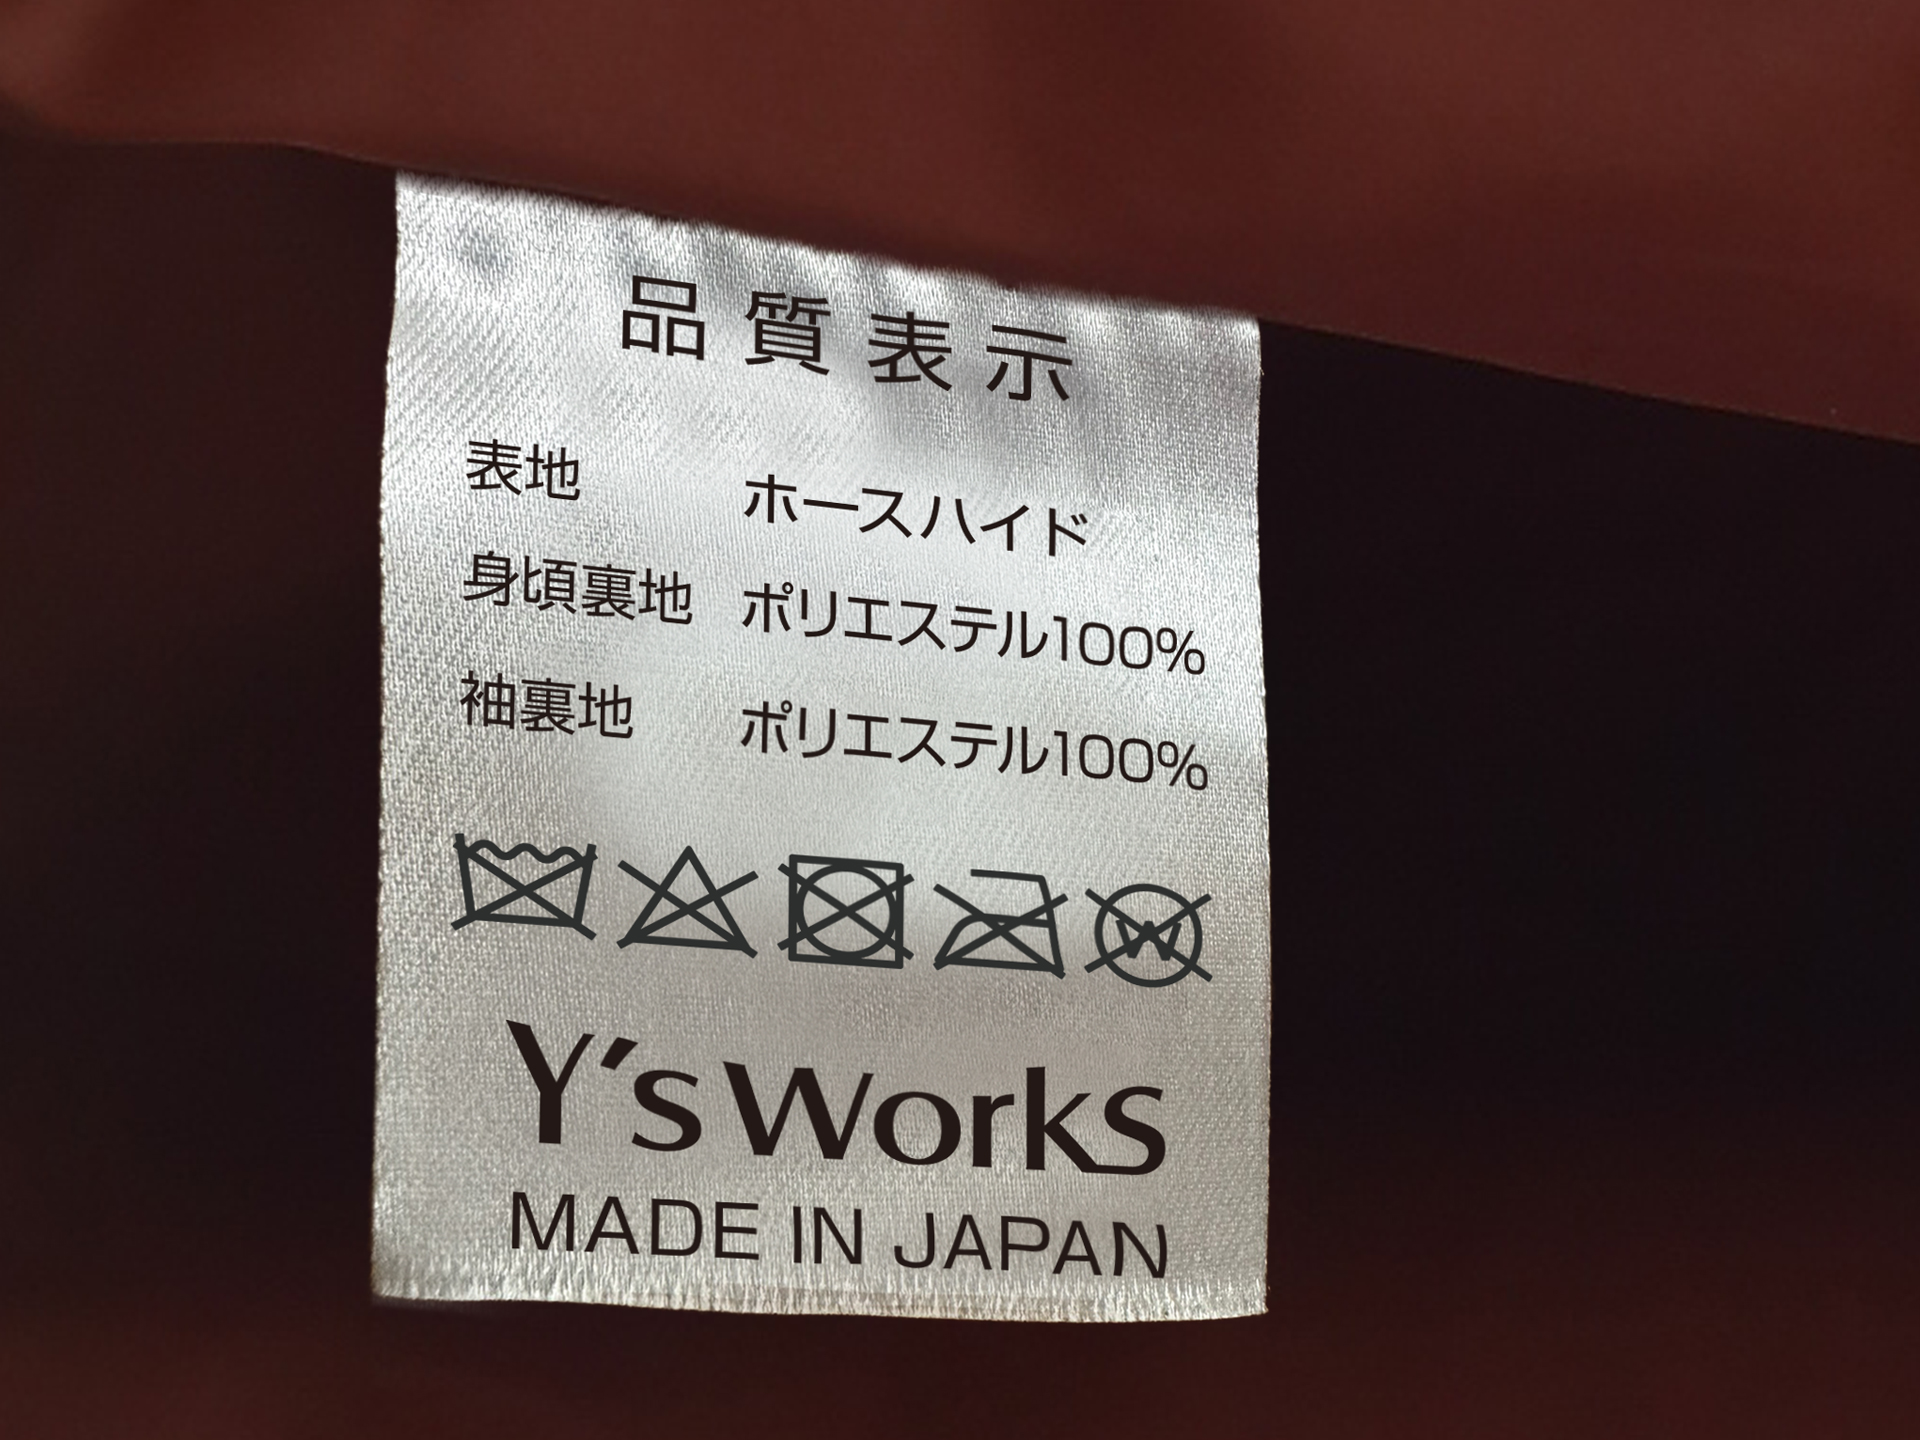 品質表示
表地 ホースハイド
身頃裏地 ポリエステル100%
袖裏地 ポリエステル100%
W
Y's Works
MADE IN JAPAN